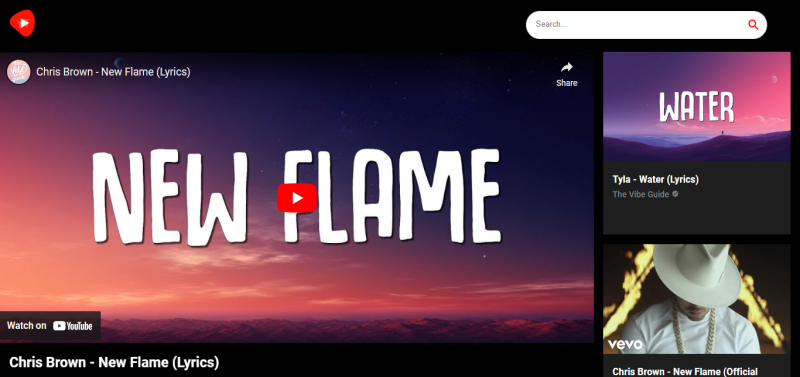 Search...
Chris Brown - New Flame (Lyrics)
Share
NEW FLAME
Watch on YouTube
Chris Brown - New Flame (Lyrics)
WATER
Tyla - Water (Lyrics)
The Vibe Guide
vevo
Chris Brown - New Flame (Official